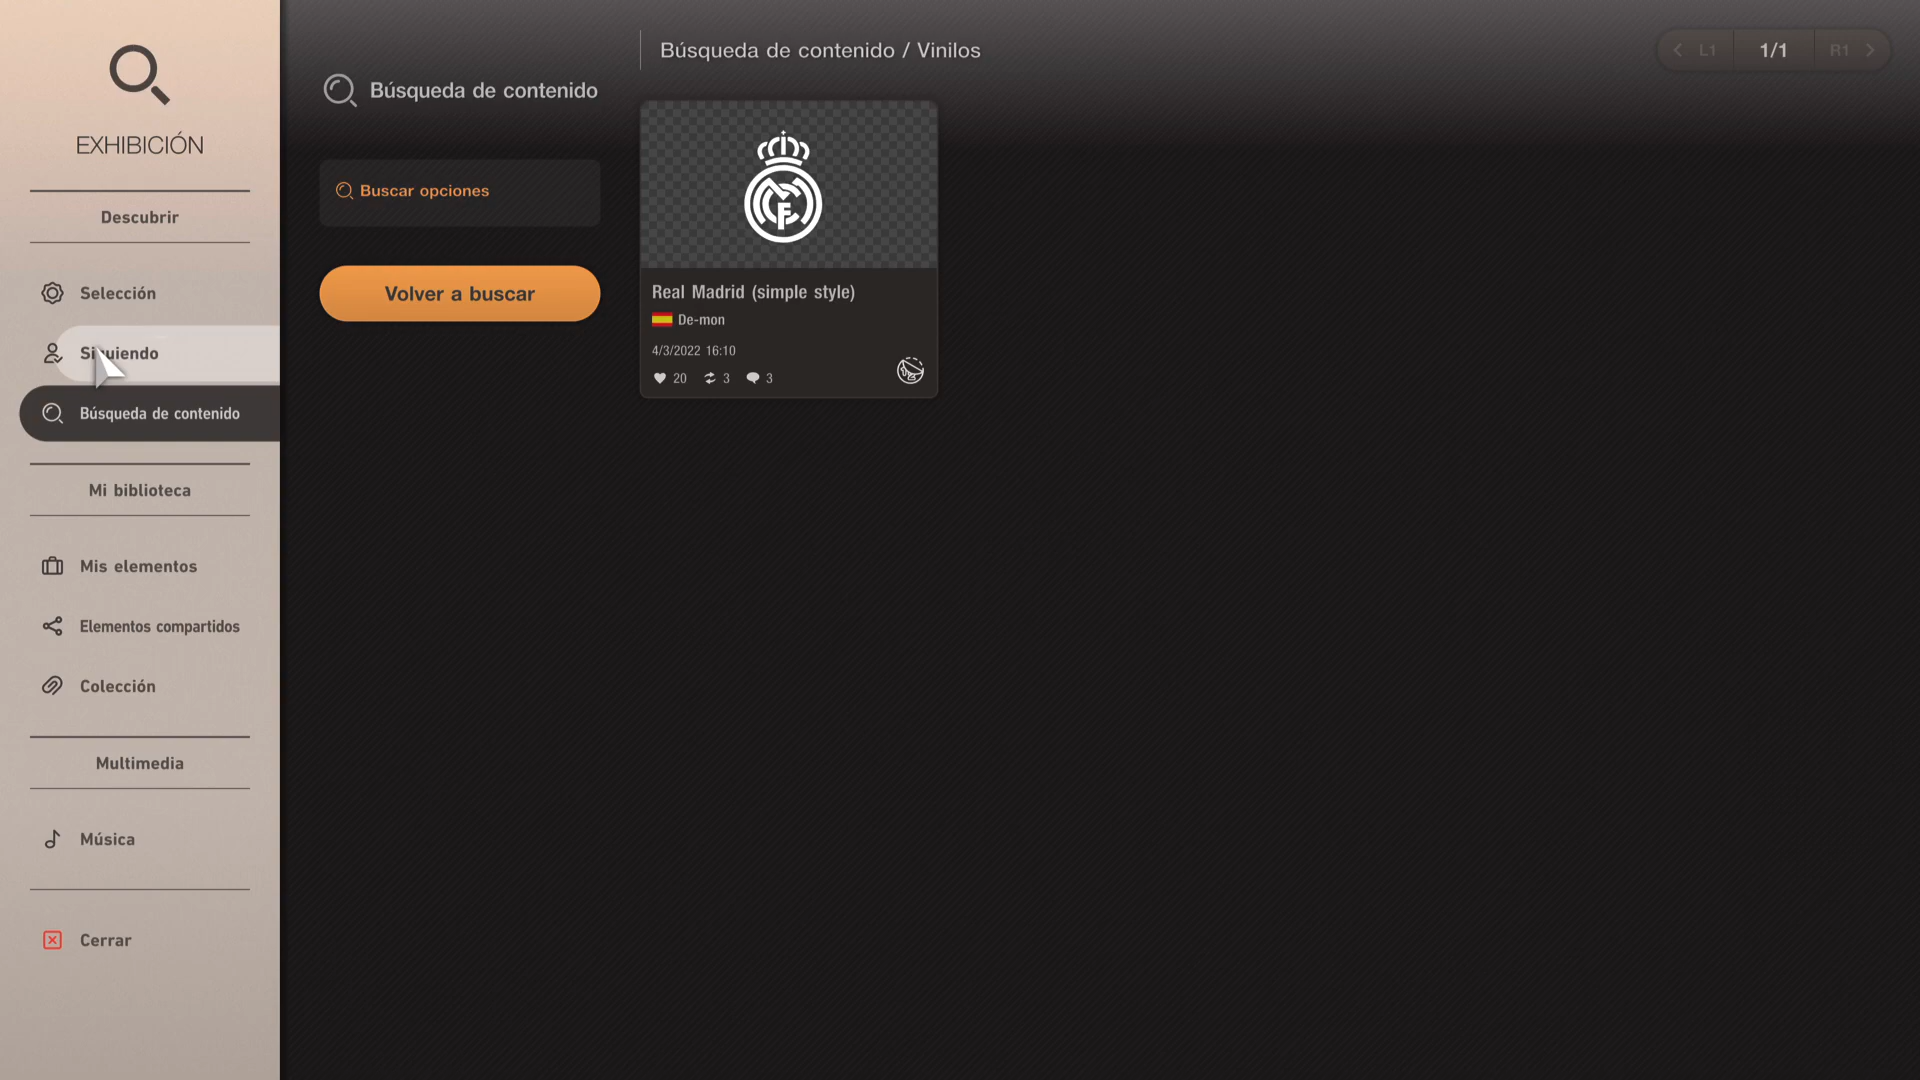 EXHIBICIÓN
Descubrir
Selección
Siguiendo
Búsqueda de contenido
Mi biblioteca
Mis elementos
Elementos compartidos
Colección
Multimedia
Música
Cerrar
Búsqueda de contenido
Buscar opciones
Volver a buscar
Búsqueda de contenido / Vinilos
L1 1/1 R1
Real Madrid (simple style)
De-mon
4/3/2022 16:10
20 3 3